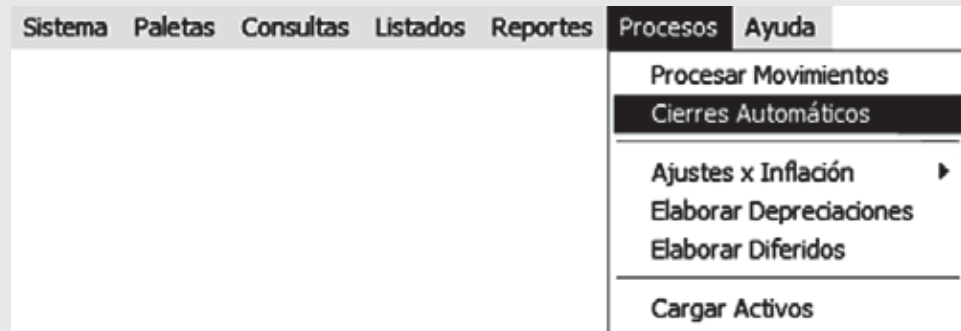 Sistema Paletas Consultas Listados Reportes Procesos Ayuda
Procesar Movimientos
Cierres Automáticos
Ajustes x Inflación
Elaborar Depreciaciones
Elaborar Diferidos
Cargar Activos